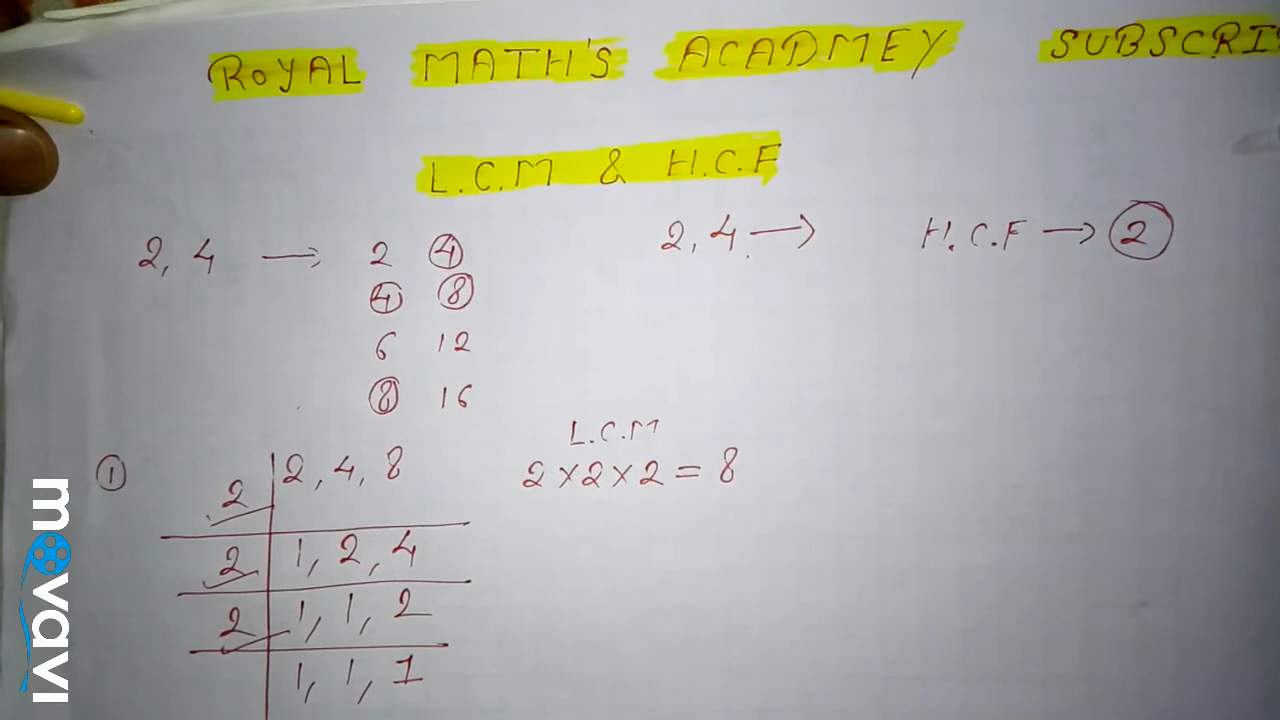 ROYAL MATH'S ACADMEY SUBSCRI
L.C.M & H.C.F
2, 4 → 2 4
4 8
6 12
8 16
2, 4 → H.C.F → 2
① 2 2, 4, 8
2 1, 2, 4
2 1, 1, 2
1, 1, 1
L.C.M
2 × 2 × 2 = 8
movavi